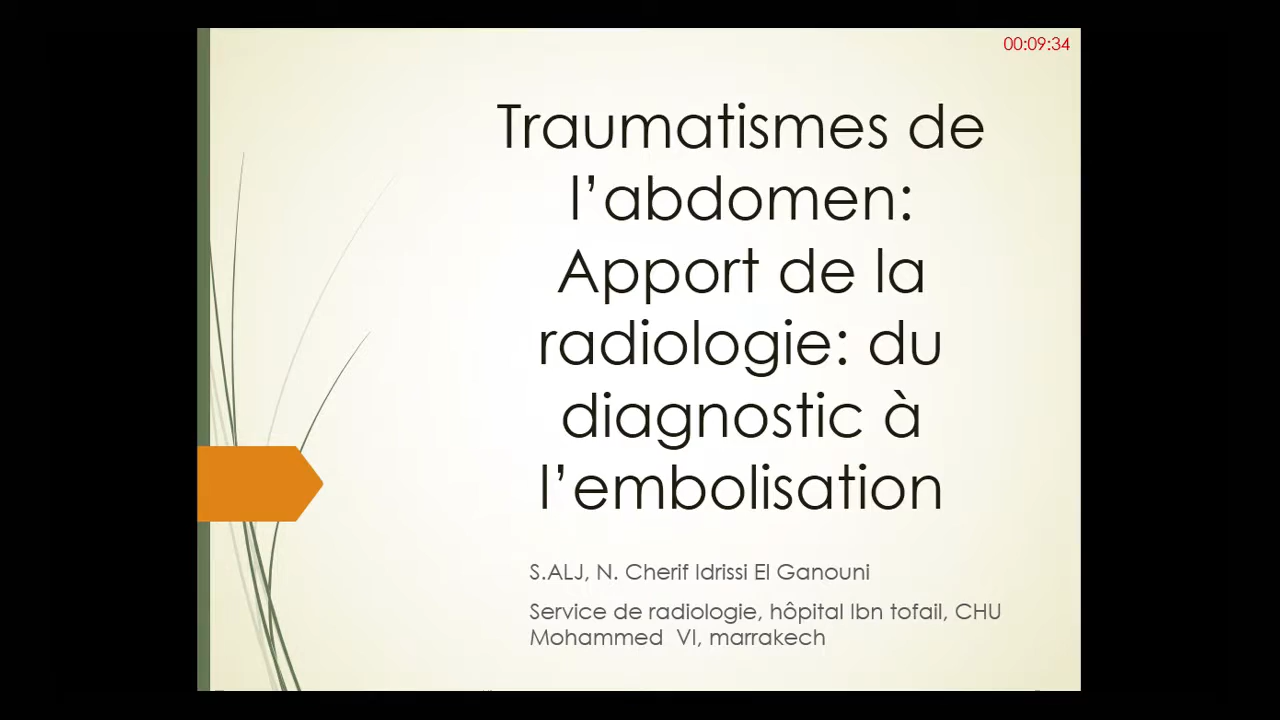 00:09:34
Traumatismes de
l’abdomen:
Apport de la
radiologie: du
diagnostic à
l’embolisation
S.ALJ, N. Cherif Idrissi El Ganouni
Service de radiologie, hôpital Ibn tofail, CHU
Mohammed  VI, marrakech